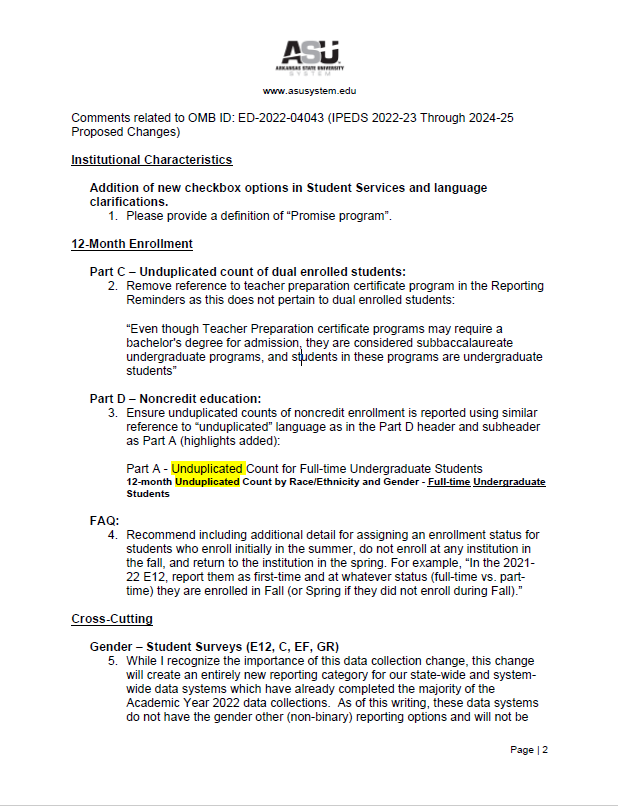 ASU
ARKANSAS STATE UNIVERSITY
SYSTEM
www.asusystem.edu
Comments related to OMB ID: ED-2022-04043 (IPEDS 2022-23 Through 2024-25
Proposed Changes)
Institutional Characteristics
Addition of new checkbox options in Student Services and language
clarifications.
1. Please provide a definition of “Promise program”.
12-Month Enrollment
Part C – Unduplicated count of dual enrolled students:
2. Remove reference to teacher preparation certificate program in the Reporting
Reminders as this does not pertain to dual enrolled students:
“Even though Teacher Preparation certificate programs may require a
bachelor's degree for admission, they are considered subbaccalaureate
undergraduate programs, and students in these programs are undergraduate
students”
Part D – Noncredit education:
3. Ensure unduplicated counts of noncredit enrollment is reported using similar
reference to “unduplicated” language as in the Part D header and subheader
as Part A (highlights added):
Part A - Unduplicated Count for Full-time Undergraduate Students
12-month Unduplicated Count by Race/Ethnicity and Gender - Full-time Undergraduate
Students
FAQ:
4. Recommend including additional detail for assigning an enrollment status for
students who enroll initially in the summer, do not enroll at any institution in
the fall, and return to the institution in the spring. For example, “In the 2021-
22 E12, report them as first-time and at whatever status (full-time vs. part-
time) they are enrolled in Fall (or Spring if they did not enroll during Fall).”
Cross-Cutting
Gender – Student Surveys (E12, C, EF, GR)
5. While I recognize the importance of this data collection change, this change
will create an entirely new reporting category for our state-wide and system-
wide data systems which have already completed the majority of the
Academic Year 2022 data collections.  As of this writing, these data systems
do not have the gender other (non-binary) reporting options and will not be
Page | 2